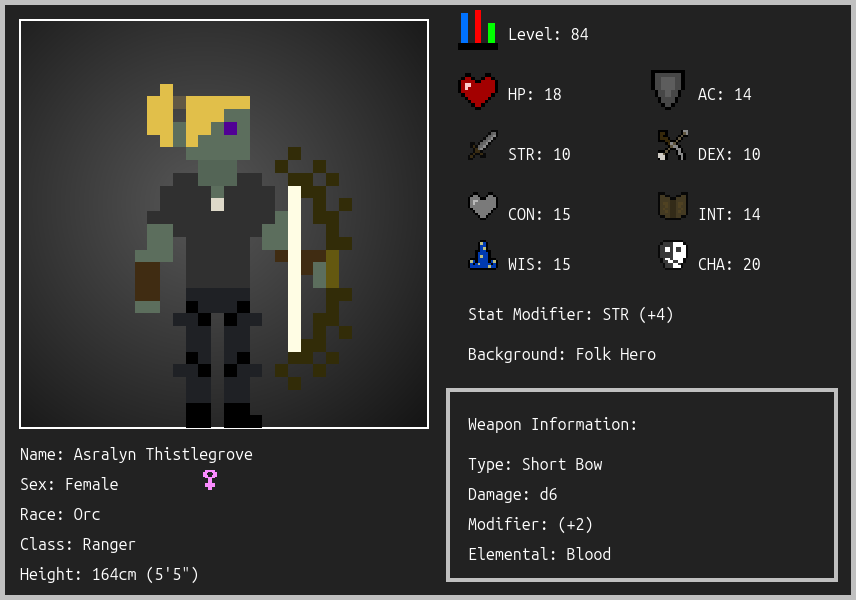 Level: 84
HP: 18
AC: 14
STR: 10
DEX: 10
CON: 15
INT: 14
WIS: 15
CHA: 20
Stat Modifier: STR (+4)
Background: Folk Hero
Weapon Information:
Type: Short Bow
Damage: d6
Modifier: (+2)
Elemental: Blood
Name: Asralyn Thistlegrove
Sex: Female
Race: Orc
Class: Ranger
Height: 164cm (5'5")